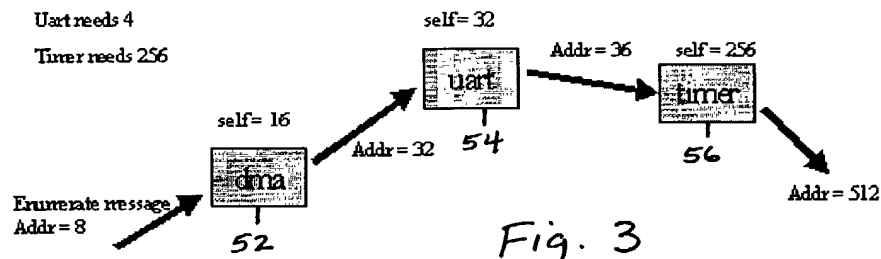 Uart needs 4
Timer needs 256
self= 32
uart
54
Addr = 36
self= 256
timer
56
Addr = 512
self= 16
dma
52
Addr = 32
Enumerate message
Addr = 8
Fig. 3